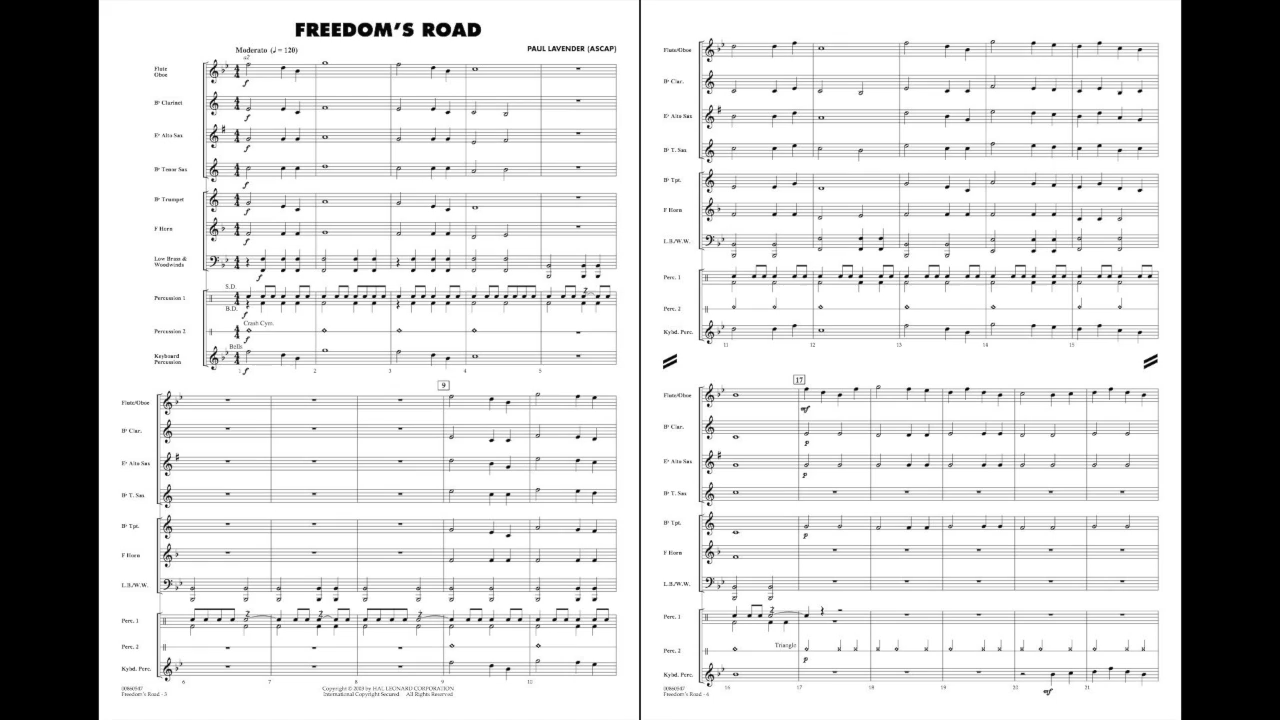 FREEDOM'S ROAD
Moderato (♩ = 120)
PAUL LAVENDER (ASCAP)
a2
Flute
Oboe
f
B♭ Clarinet
f
E♭ Alto Sax
f
B♭ Tenor Sax
f
B♭ Trumpet
f
F Horn
f
Low Brass &
Woodwinds
f
S.D.
Percussion 1
B.D.
f
Crash Cym.
Percussion 2
f
Bells
Keyboard
Percussion
f
1 2 3 4 5
9
Flute/Oboe
B♭ Clar.
E♭ Alto Sax
B♭ T. Sax
B♭ Tpt.
F Horn
L.B./W.W.
Perc. 1
Perc. 2
Kybd. Perc.
6 7 8 9 10
00860547
Freedom's Road - 3
Copyright © 2003 by HAL LEONARD CORPORATION
International Copyright Secured All Rights Reserved
Flute/Oboe
B♭ Clar.
E♭ Alto Sax
B♭ T. Sax
B♭ Tpt.
F Horn
L.B./W.W.
Perc. 1
Perc. 2
Kybd. Perc.
11 12 13 14 15
17
Flute/Oboe
mf
B♭ Clar.
p
E♭ Alto Sax
p
B♭ T. Sax
B♭ Tpt.
p
F Horn
L.B./W.W.
Perc. 1
Triangle
Perc. 2
p
Kybd. Perc.
mf
16 17 18 19 20 21
00860547
Freedom's Road - 4